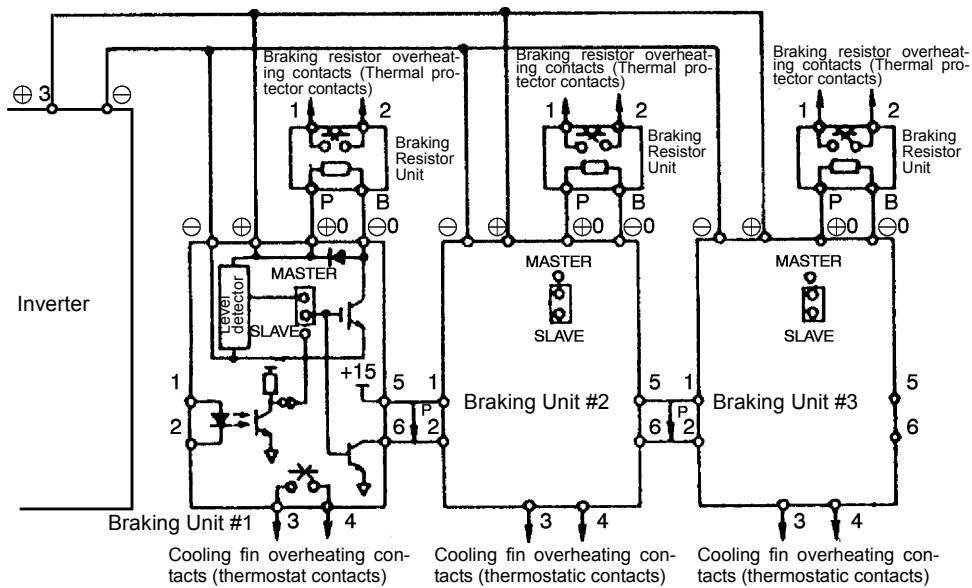 Braking resistor overheat-
ing contacts (Thermal pro-
tector contacts)
Braking resistor overheat-
ing contacts (Thermal pro-
tector contacts)
Braking resistor overheat-
ing contacts (Thermal pro-
tector contacts)
⊕ 3 ⊖
1 2
1 2
1 2
Braking
Resistor
Unit
Braking
Resistor
Unit
Braking
Resistor
Unit
P B
P B
P B
⊖ ⊕ ⊕0 ⊖0
⊖ ⊕ ⊕0 ⊖0
⊖ ⊕ ⊕0 ⊖0
Inverter
Level
detector
MASTER
SLAVE
MASTER
SLAVE
MASTER
SLAVE
+15
1
2
5
6
P
1
2
5
6
P
1
2
5
6
Braking Unit #2
Braking Unit #3
Braking Unit #1
3 4
3 4
3 4
Cooling fin overheating con-
tacts (thermostat contacts)
Cooling fin overheating con-
tacts (thermostatic contacts)
Cooling fin overheating con-
tacts (thermostatic contacts)